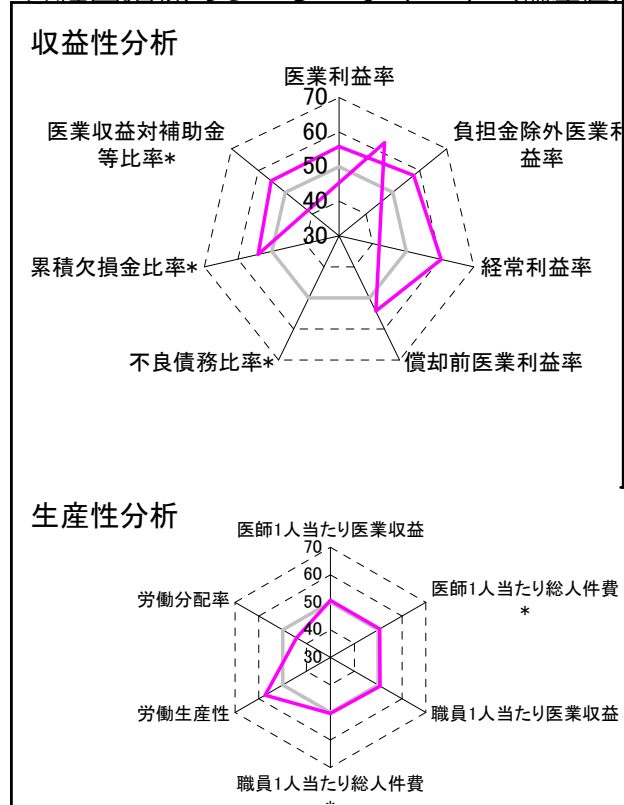 収益性分析
医業利益率
70
60
50
40
30
医業収益対補助金
等比率*
負担金除外医業利
益率
累積欠損金比率*
経常利益率
不良債務比率*
償却前医業利益率
生産性分析
医師1人当たり医業収益
70
60
50
40
30
労働分配率
医師1人当たり総人件費
*
労働生産性
職員1人当たり医業収益
職員1人当たり総人件費
*